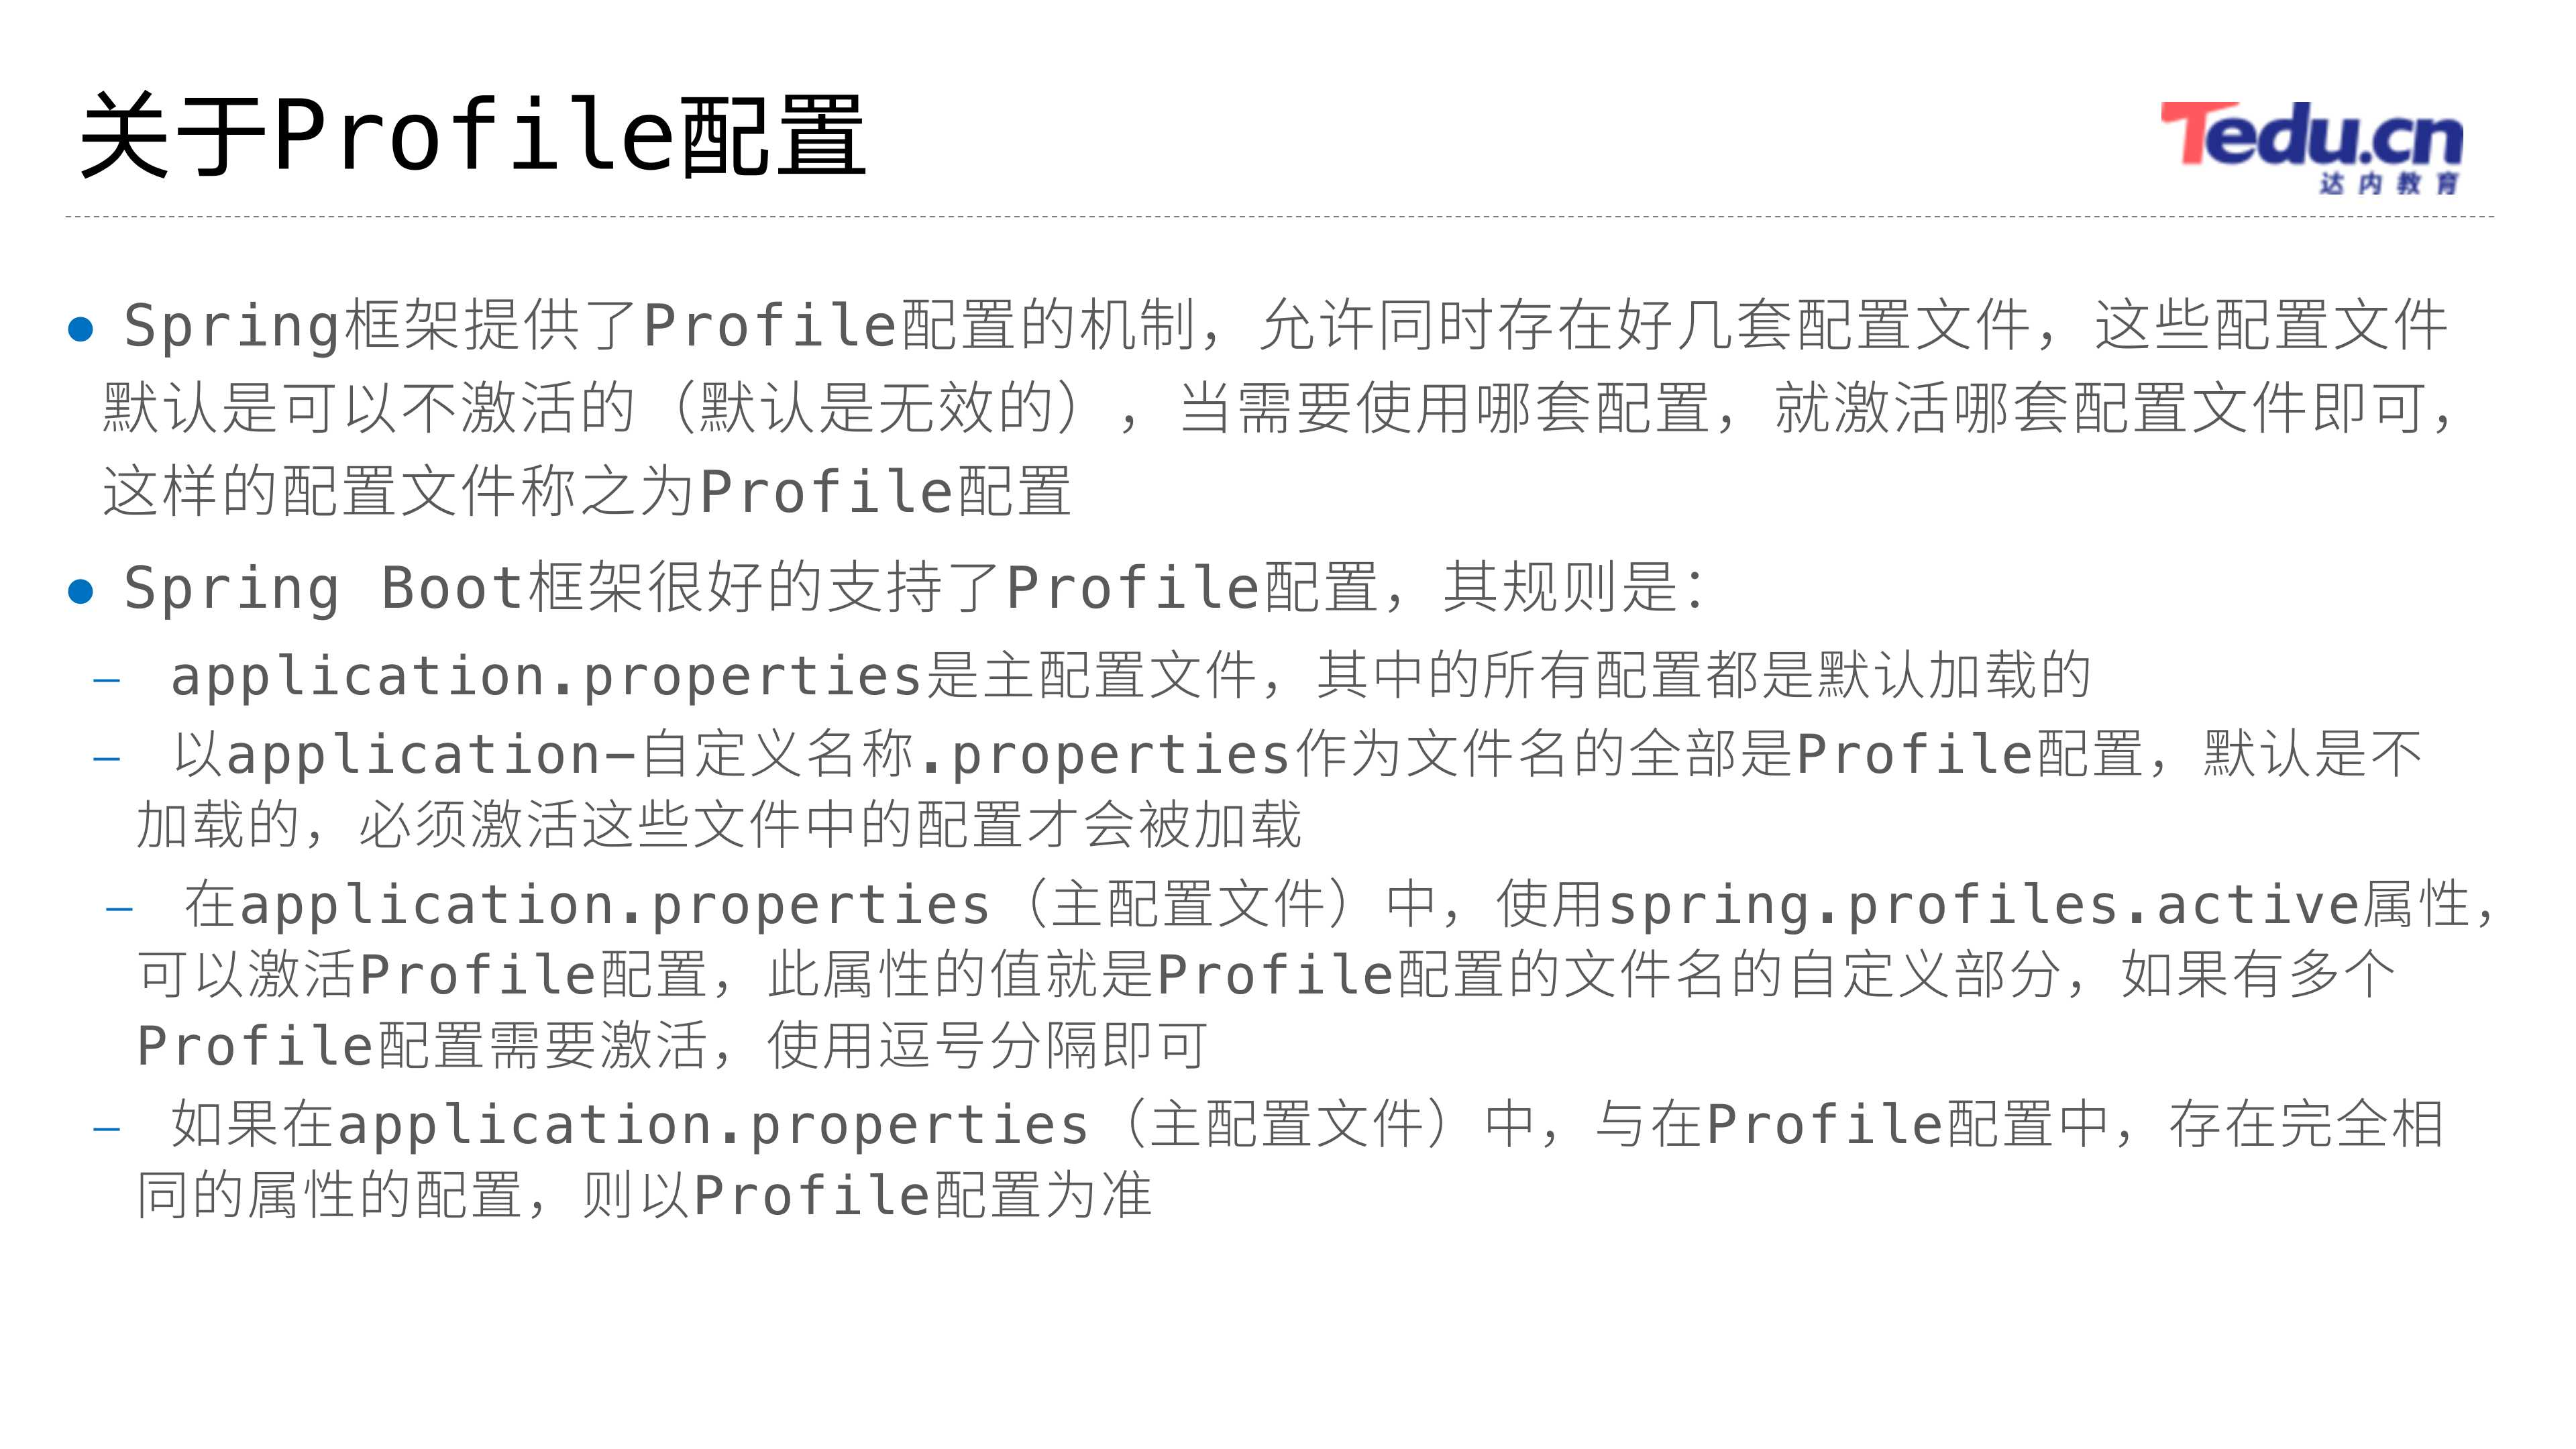 关于Profile配置
Tedu.cn
达内教育
● Spring框架提供了Profile配置的机制，允许同时存在好几套配置文件，这些配置文件
默认是可以不激活的（默认是无效的），当需要使用哪套配置，就激活哪套配置文件即可，
这样的配置文件称之为Profile配置
● Spring Boot框架很好的支持了Profile配置，其规则是：
– application.properties是主配置文件，其中的所有配置都是默认加载的
– 以application-自定义名称.properties作为文件名的全部是Profile配置，默认是不
加载的，必须激活这些文件中的配置才会被加载
– 在application.properties（主配置文件）中，使用spring.profiles.active属性，
可以激活Profile配置，此属性的值就是Profile配置的文件名的自定义部分，如果有多个
Profile配置需要激活，使用逗号分隔即可
– 如果在application.properties（主配置文件）中，与在Profile配置中，存在完全相
同的属性的配置，则以Profile配置为准